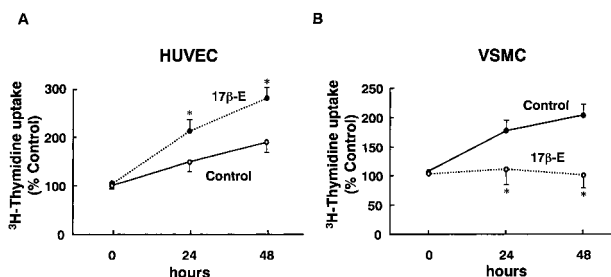 A
HUVEC
³H-Thymidine uptake
(% Control)
300
200
100
0
17β-E
*
*
Control
0
24
48
hours
B
VSMC
³H-Thymidine uptake
(% Control)
250
200
150
100
50
0
Control
17β-E
*
*
0
24
48
hours